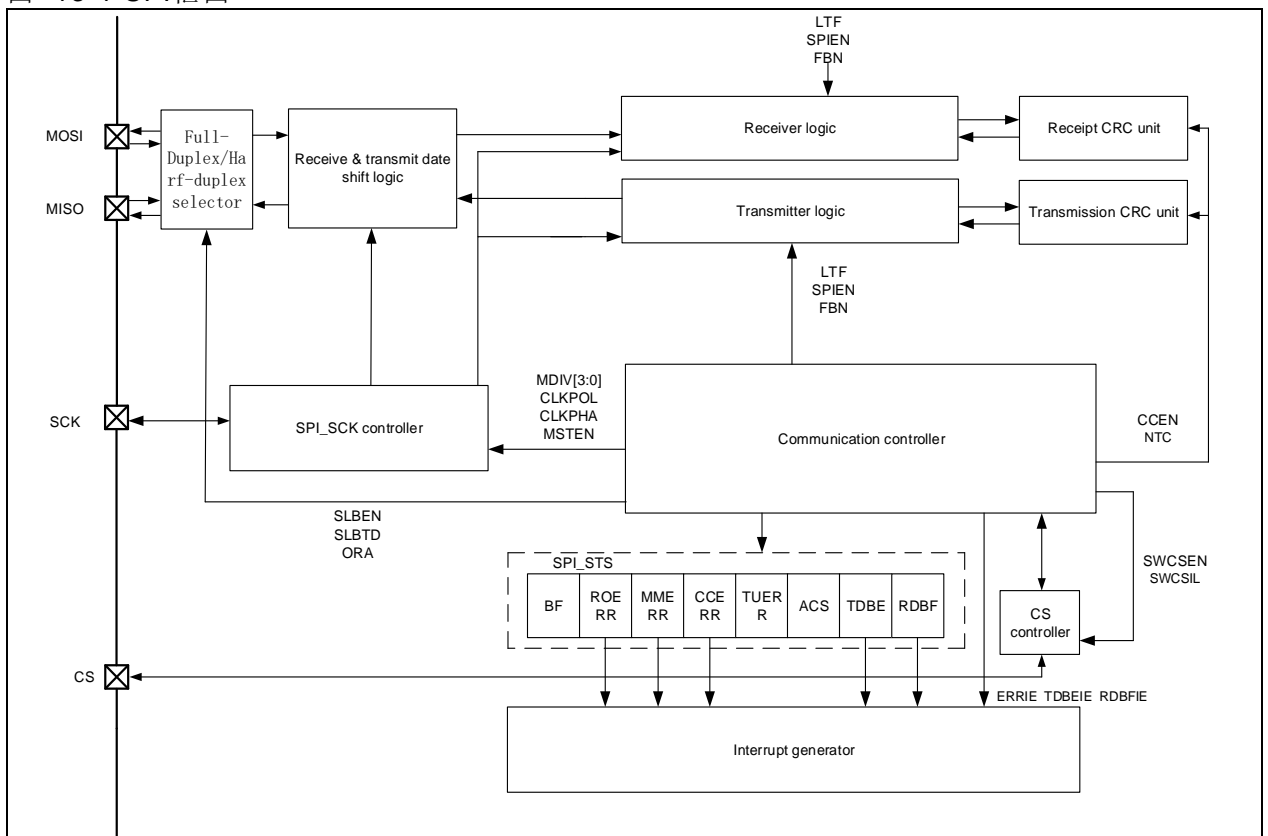 LTF
SPIEN
FBN
MOSI
MISO
Full-
Duplex/Ha
rf-duplex
selector
Receive & transmit date
shift logic
Receiver logic
Receipt CRC unit
Transmitter logic
Transmission CRC unit
LTF
SPIEN
FBN
SCK
SPI_SCK controller
MDIV[3:0]
CLKPOL
CLKPHA
MSTEN
Communication controller
CCEN
NTC
SLBEN
SLBTD
ORA
SPI_STS
BF
ROE
RR
MME
RR
CCE
RR
TUER
R
ACS
TDBE
RDBF
SWCSEN
SWCSIL
CS
controller
CS
ERRIE TDBEIE RDBFIE
Interrupt generator